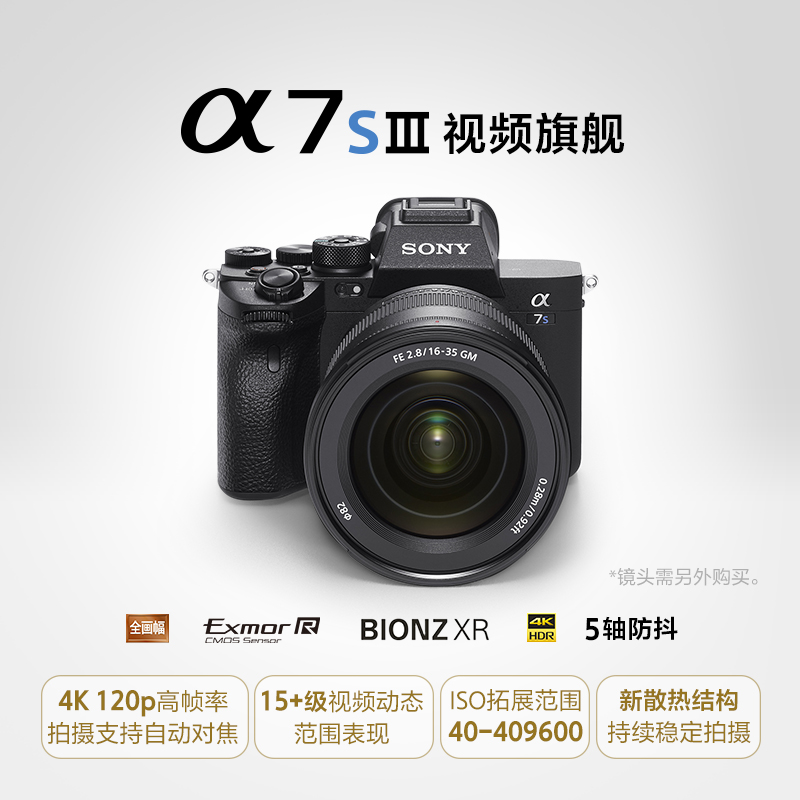 α7SIII 视频旗舰
SONY
α
7s
FE 2.8/16-35 GM
0.28m/0.92ft
Φ82
*镜头需另外购买。
全画幅
Exmor R
CMOS Sensor
BIONZ XR
4K
HDR
5轴防抖
4K 120p高帧率
拍摄支持自动对焦
15+级视频动态
范围表现
ISO拓展范围
40-409600
新散热结构
持续稳定拍摄